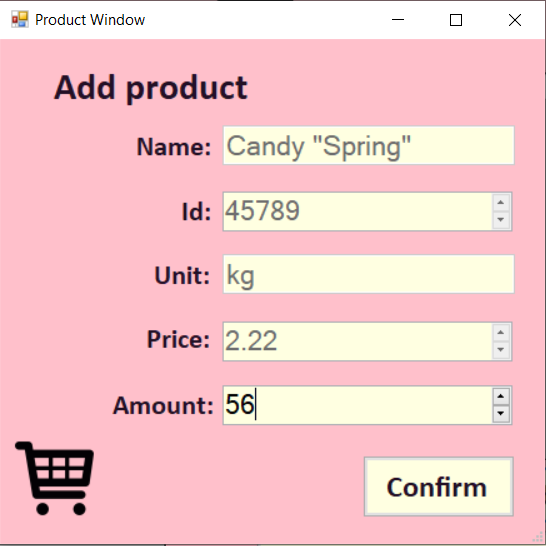 Product Window
Add product
Name: Candy "Spring"
Id: 45789
Unit: kg
Price: 2.22
Amount: 56
Confirm